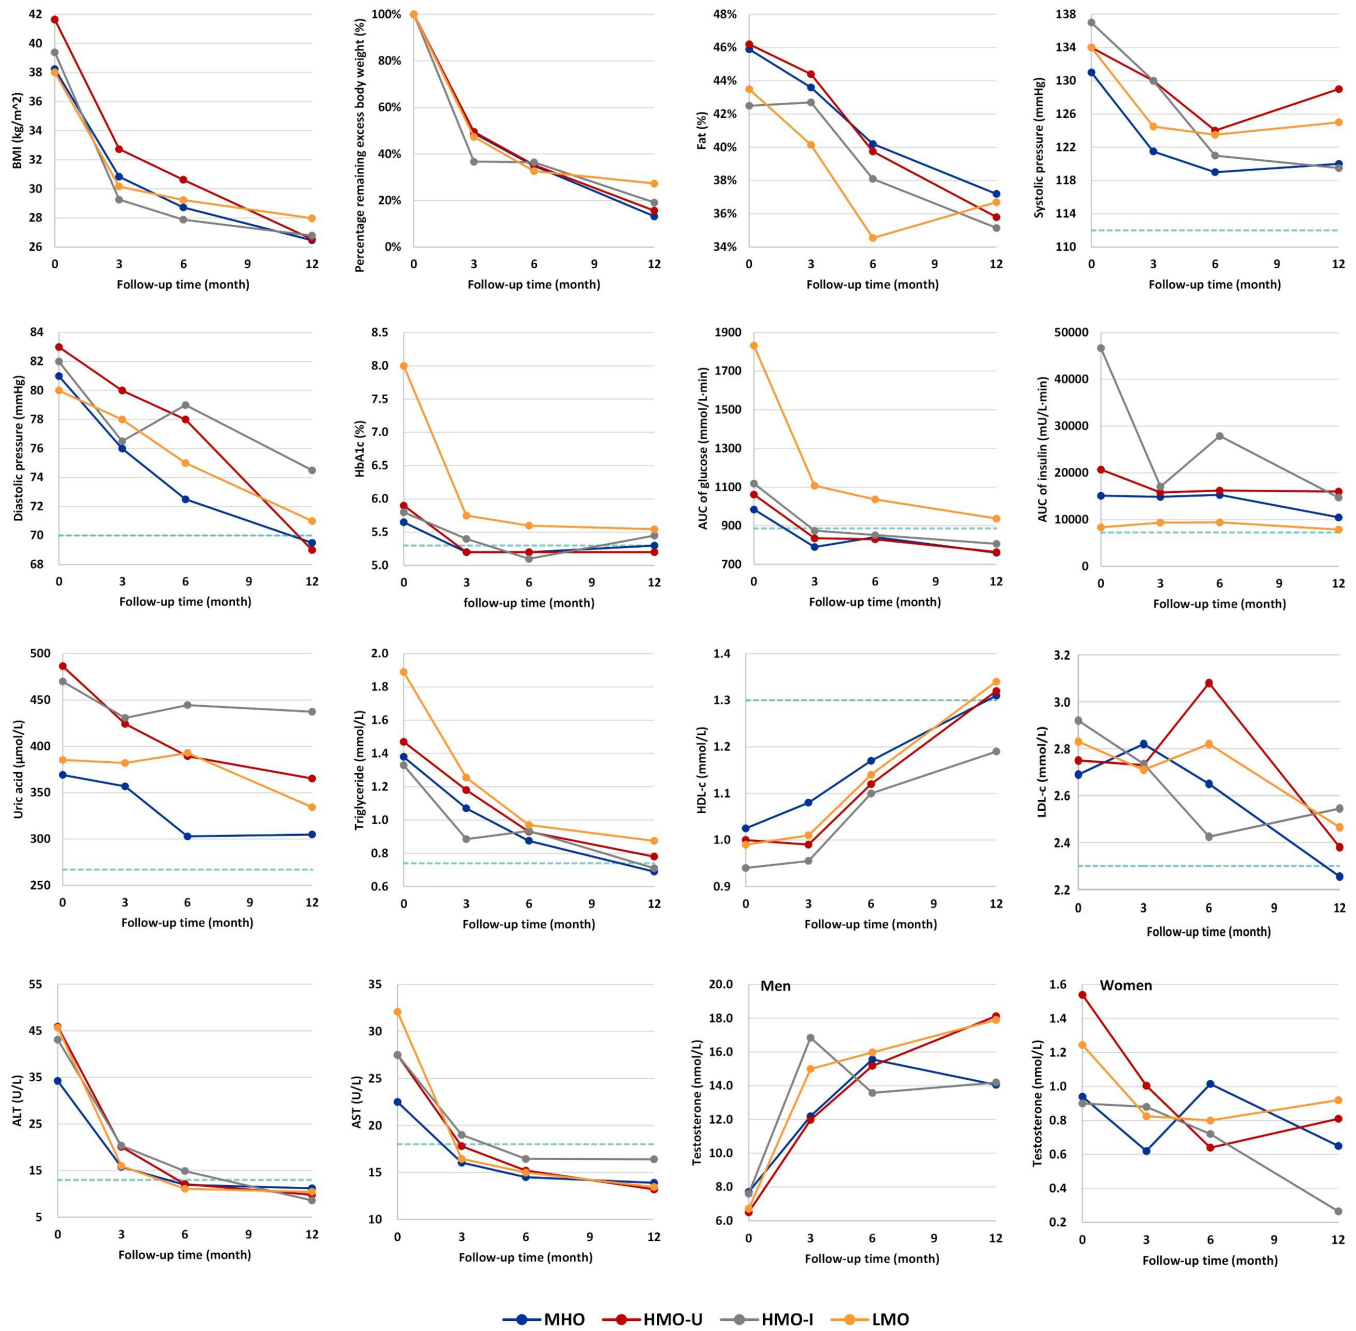 BMI (kg/m^2)
42
40
38
36
34
32
30
28
26
0 3 6 9 12
Follow-up time (month)
Percentage remaining excess body weight (%)
100%
80%
60%
40%
20%
0%
0 3 6 9 12
Follow-up time (month)
Fat (%)
48%
46%
44%
42%
40%
38%
36%
34%
0 3 6 9 12
Follow-up time (month)
Systolic pressure (mmHg)
138
134
130
126
122
118
114
110
0 3 6 9 12
Follow-up time (month)
Diastolic pressure (mmHg)
84
82
80
78
76
74
72
70
68
0 3 6 9 12
Follow-up time (month)
HbA1c (%)
8.5
8.0
7.5
7.0
6.5
6.0
5.5
5.0
0 3 6 9 12
follow-up time (month)
AUC of glucose (mmol/L·min)
1900
1700
1500
1300
1100
900
700
0 3 6 9 12
Follow-up time (month)
AUC of insulin (mU/L·min)
50000
40000
30000
20000
10000
0
0 3 6 9 12
Follow-up time (month)
Uric acid (μmol/L)
500
450
400
350
300
250
0 3 6 9 12
Follow-up time (month)
Triglyceride (mmol/L)
2.0
1.8
1.6
1.4
1.2
1.0
0.8
0.6
0 3 6 9 12
Follow-up time (month)
HDL-c (mmol/L)
1.4
1.3
1.2
1.1
1.0
0.9
0 3 6 9 12
Follow-up time (month)
LDL-c (mmol/L)
3.2
3.0
2.8
2.6
2.4
2.2
0 3 6 9 12
Follow-up time (month)
ALT (U/L)
55
45
35
25
15
5
0 3 6 9 12
Follow-up time (month)
AST (U/L)
35
30
25
20
15
10
0 3 6 9 12
Follow-up time (month)
Men
Testosterone (nmol/L)
20.0
18.0
16.0
14.0
12.0
10.0
8.0
6.0
0 3 6 9 12
Follow-up time (month)
Women
Testosterone (nmol/L)
1.6
1.4
1.2
1.0
0.8
0.6
0.4
0.2
0 3 6 9 12
Follow-up time (month)
MHO HMO-U HMO-I LMO